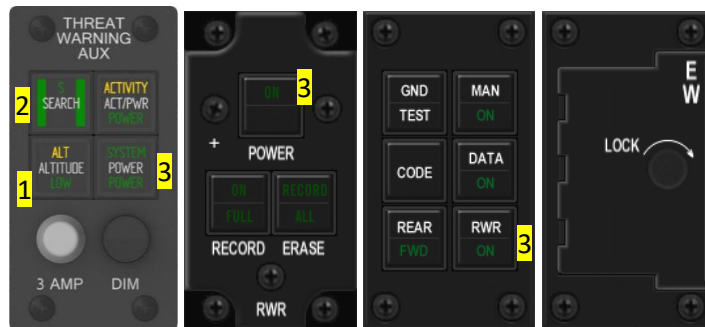 THREAT
WARNING
AUX
S
SEARCH
2
ACTIVITY
ACT/PWR
POWER
ALT
ALTITUDE
LOW
1
SYSTEM
POWER
POWER
3
3 AMP
DIM
ON
3
+
POWER
ON
FULL
RECORD
ALL
RECORD
ERASE
RWR
GND
TEST
MAN
ON
CODE
DATA
ON
REAR
FWD
RWR
ON
3
E
W
LOCK